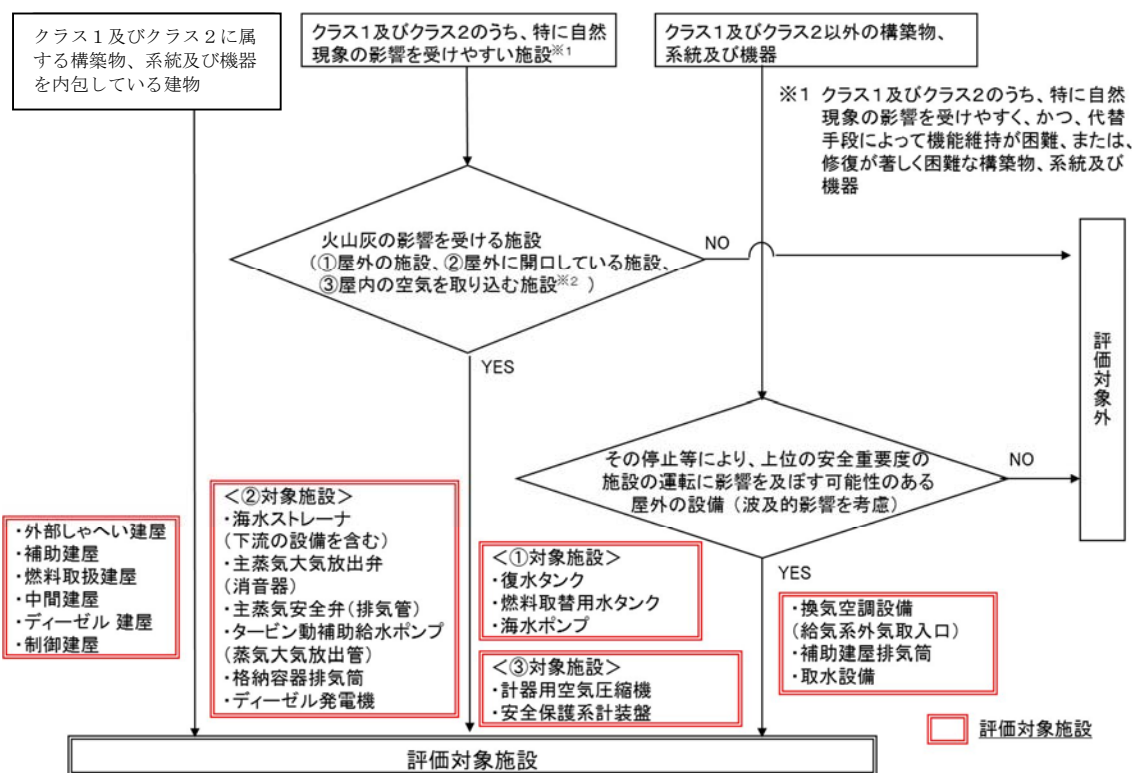 クラス1及びクラス2に属
する構築物、系統及び機器
を内包している建物
クラス1及びクラス2のうち、特に自然
現象の影響を受けやすい施設※1
クラス1及びクラス2以外の構築物、
系統及び機器
※1 クラス1及びクラス2のうち、特に自然
現象の影響を受けやすく、かつ、代替
手段によって機能維持が困難、または、
修復が著しく困難な構築物、系統及び
機器
火山灰の影響を受ける施設
(①屋外の施設、②屋外に開口している施設、
③屋内の空気を取り込む施設※2 )
NO
YES
評価対象外
その停止等により、上位の安全重要度の
施設の運転に影響を及ぼす可能性のある
屋外の設備(波及的影響を考慮)
NO
YES
・外部しゃへい建屋
・補助建屋
・燃料取扱建屋
・中間建屋
・ディーゼル 建屋
・制御建屋
<②対象施設>
・海水ストレーナ
(下流の設備を含む)
・主蒸気大気放出弁
(消音器)
・主蒸気安全弁(排気管)
・タービン動補助給水ポンプ
(蒸気大気放出管)
・格納容器排気筒
・ディーゼル発電機
<①対象施設>
・復水タンク
・燃料取替用水タンク
・海水ポンプ
<③対象施設>
・計器用空気圧縮機
・安全保護系計装盤
・換気空調設備
(給気系外気取入口)
・補助建屋排気筒
・取水設備
評価対象施設
評価対象施設